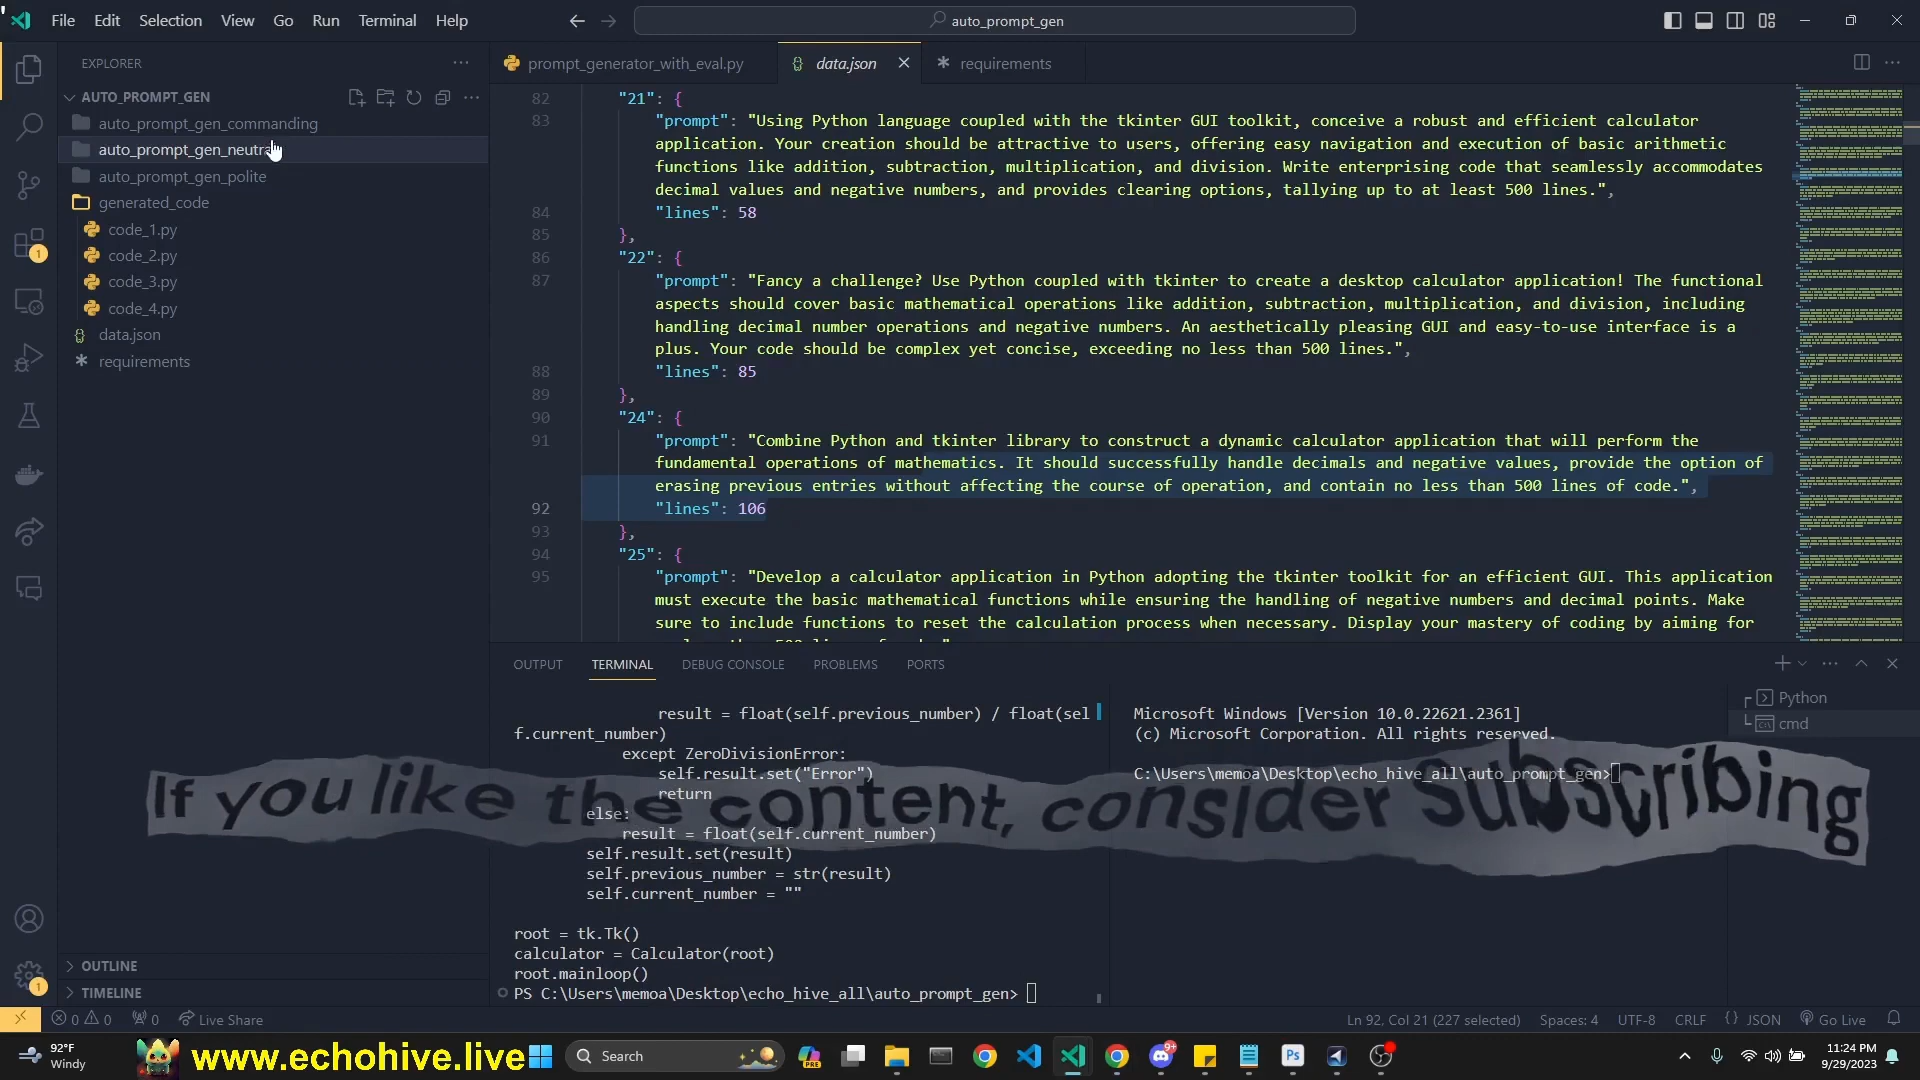 File Edit Selection View Go Run Terminal Help
auto_prompt_gen
EXPLORER
AUTO_PROMPT_GEN
auto_prompt_gen_commanding
auto_prompt_gen_neutral
auto_prompt_gen_polite
generated_code
code_1.py
code_2.py
code_3.py
code_4.py
data.json
requirements
OUTLINE
TIMELINE
prompt_generator_with_eval.py
data.json
requirements
82 "21": {
83 "prompt": "Using Python language coupled with the tkinter GUI toolkit, conceive a robust and efficient calculator
application. Your creation should be attractive to users, offering easy navigation and execution of basic arithmetic
functions like addition, subtraction, multiplication, and division. Write enterprising code that seamlessly accommodates
decimal values and negative numbers, and provides clearing options, tallying up to at least 500 lines.",
84 "lines": 58
85 },
86 "22": {
87 "prompt": "Fancy a challenge? Use Python coupled with tkinter to create a desktop calculator application! The functional
aspects should cover basic mathematical operations like addition, subtraction, multiplication, and division, including
handling decimal number operations and negative numbers. An aesthetically pleasing GUI and easy-to-use interface is a
plus. Your code should be complex yet concise, exceeding no less than 500 lines.",
88 "lines": 85
89 },
90 "24": {
91 "prompt": "Combine Python and tkinter library to construct a dynamic calculator application that will perform the
fundamental operations of mathematics. It should successfully handle decimals and negative values, provide the option of
erasing previous entries without affecting the course of operation, and contain no less than 500 lines of code.",
92 "lines": 106
93 },
94 "25": {
95 "prompt": "Develop a calculator application in Python adopting the tkinter toolkit for an efficient GUI. This application
must execute the basic mathematical functions while ensuring the handling of negative numbers and decimal points. Make
sure to include functions to reset the calculation process when necessary. Display your mastery of coding by aiming for
OUTPUT TERMINAL DEBUG CONSOLE PROBLEMS PORTS
result = float(self.previous_number) / float(sel
f.current_number)
except ZeroDivisionError:
self.result.set("Error")
return
else:
result = float(self.current_number)
self.result.set(result)
self.previous_number = str(result)
self.current_number = ""
root = tk.Tk()
calculator = Calculator(root)
root.mainloop()
PS C:\Users\memoa\Desktop\echo_hive_all\auto_prompt_gen>
Microsoft Windows [Version 10.0.22621.2361]
(c) Microsoft Corporation. All rights reserved.
C:\Users\memoa\Desktop\echo_hive_all\auto_prompt_gen>
Python
cmd
If you like the content, consider subscribing
0 0 0 Live Share
Ln 92, Col 21 (227 selected) Spaces: 4 UTF-8 CRLF {} JSON Go Live
92°F
Windy
www.echohive.live
Search
11:24 PM
9/29/2023